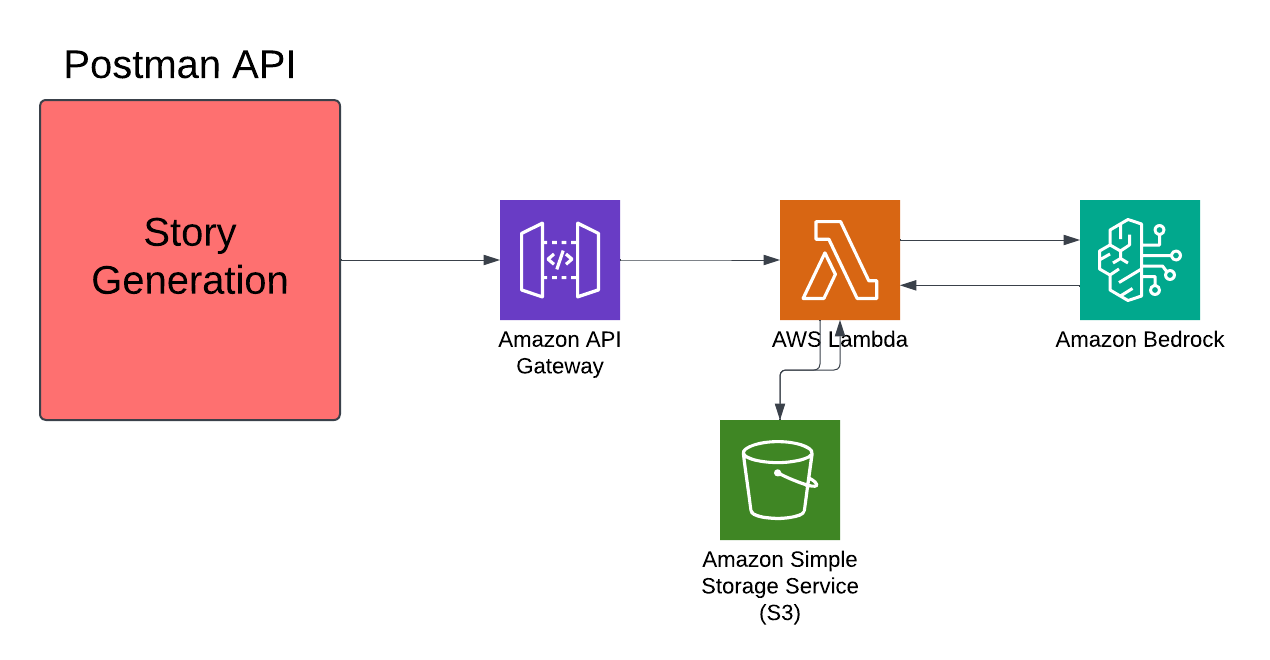 Postman API
Story
Generation
</>
Amazon API
Gateway
AWS Lambda
Amazon Bedrock
Amazon Simple
Storage Service
(S3)